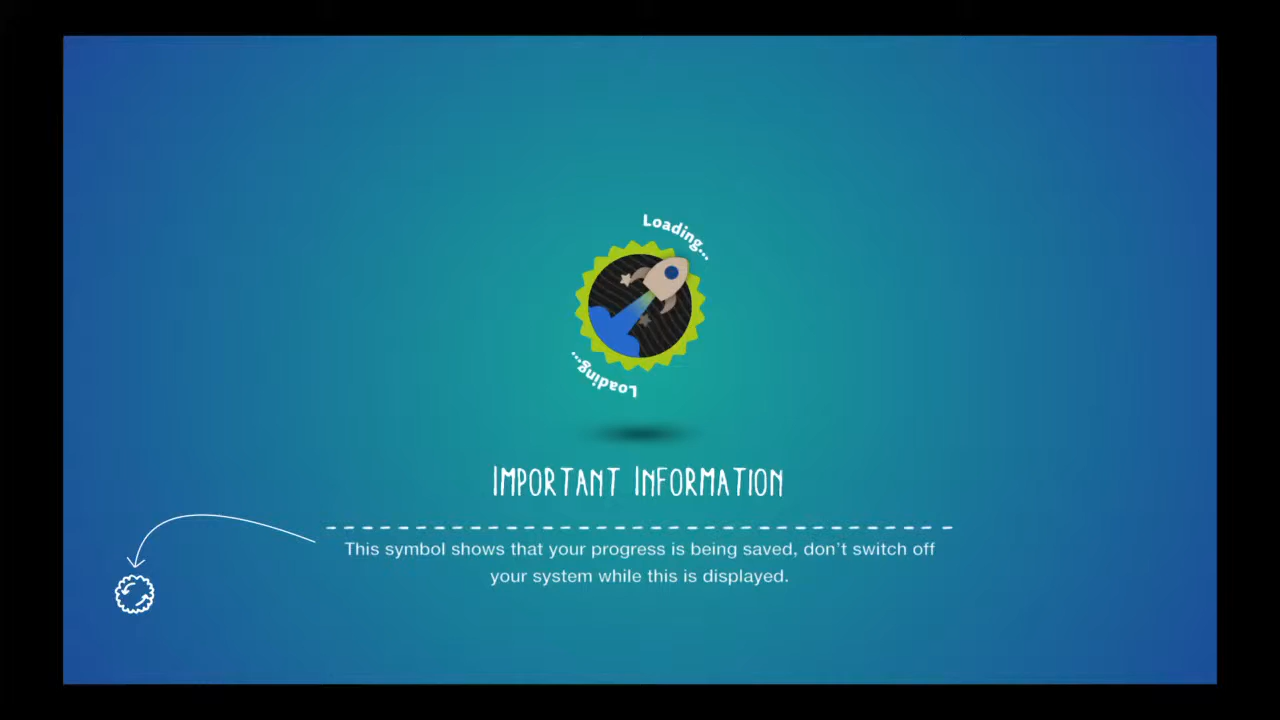 Loading...
Loading...
Important Information
This symbol shows that your progress is being saved, don't switch off
your system while this is displayed.